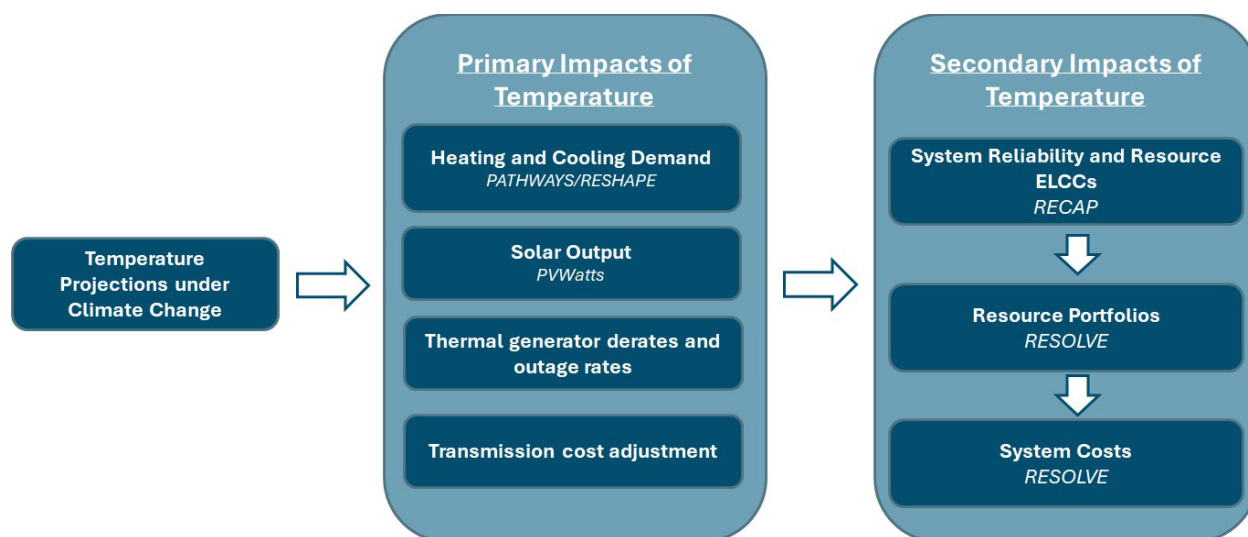 Temperature
Projections under
Climate Change
Primary Impacts of
Temperature
Heating and Cooling Demand
PATHWAYS/RESHAPE
Solar Output
PVWatts
Thermal generator derates and
outage rates
Transmission cost adjustment
Secondary Impacts of
Temperature
System Reliability and Resource
ELCCs
RECAP
Resource Portfolios
RESOLVE
System Costs
RESOLVE